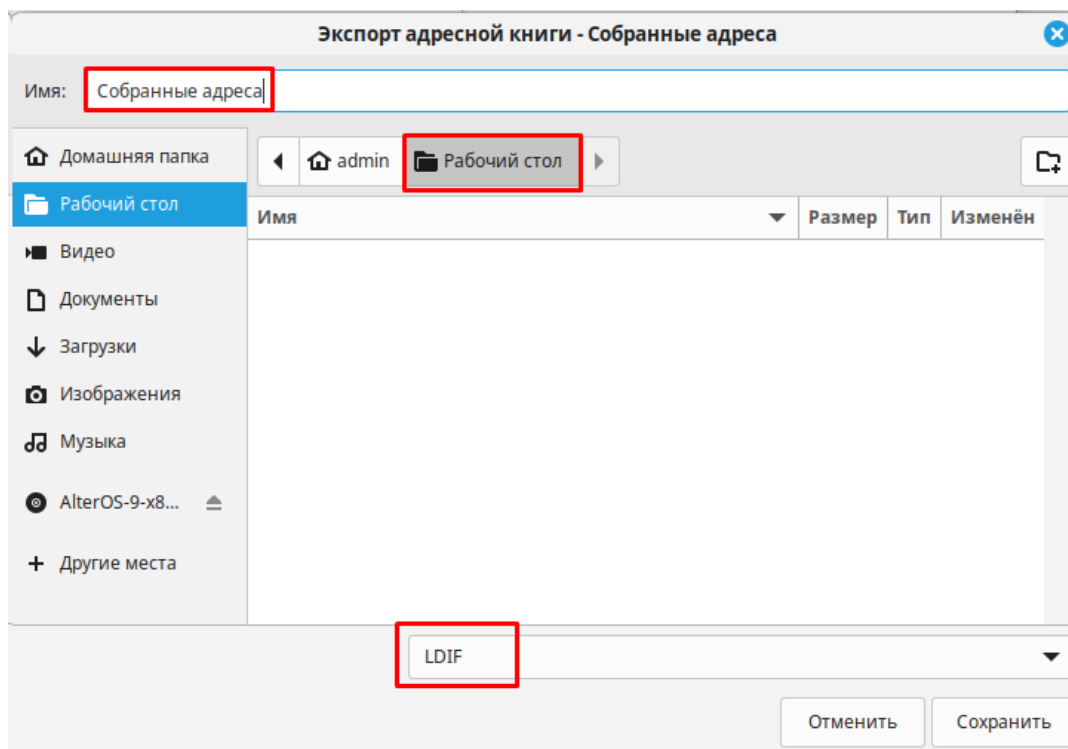 Экспорт адресной книги - Собранные адреса
Имя: Собранные адреса
Домашняя папка
Рабочий стол
Видео
Документы
Загрузки
Изображения
Музыка
AlterOS-9-x8...
Другие места
admin Рабочий стол
Имя Размер Тип Изменён
LDIF
Отменить Сохранить